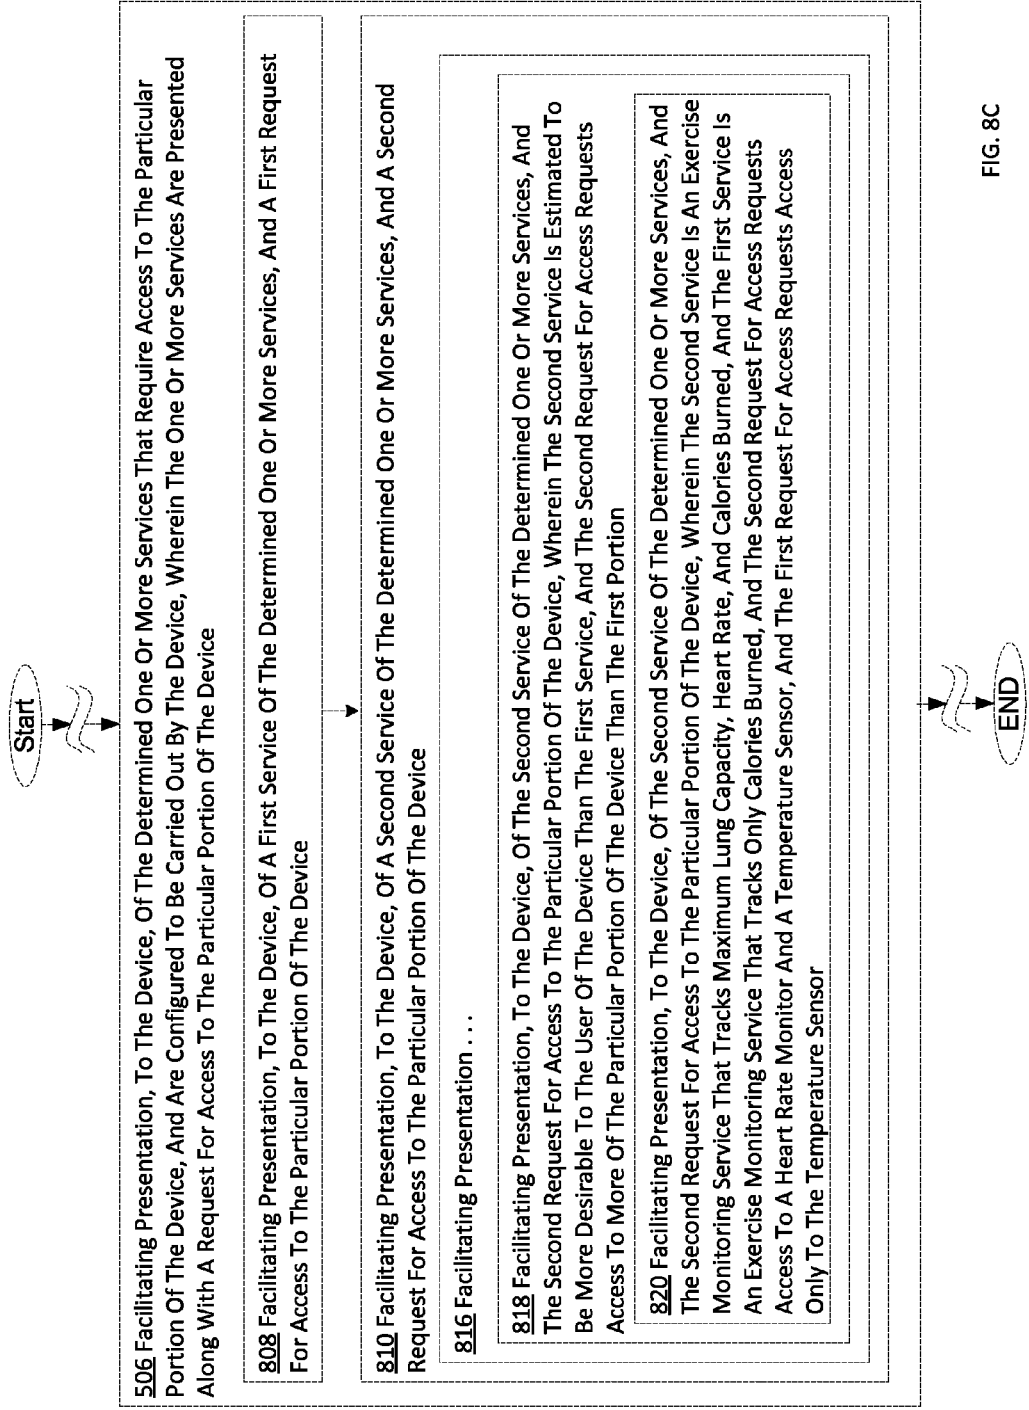 Start
506 Facilitating Presentation, To The Device, Of The Determined One Or More Services That Require Access To The Particular
Portion Of The Device, And Are Configured To Be Carried Out By The Device, Wherein The One Or More Services Are Presented
Along With A Request For Access To The Particular Portion Of The Device
808 Facilitating Presentation, To The Device, Of A First Service Of The Determined One Or More Services, And A First Request
For Access To The Particular Portion Of The Device
810 Facilitating Presentation, To The Device, Of A Second Service Of The Determined One Or More Services, And A Second
Request For Access To The Particular Portion Of The Device
816 Facilitating Presentation . . .
818 Facilitating Presentation, To The Device, Of The Second Service Of The Determined One Or More Services, And
The Second Request For Access To The Particular Portion Of The Device, Wherein The Second Service Is Estimated To
Be More Desirable To The User Of The Device Than The First Service, And The Second Request For Access Requests
Access To More Of The Particular Portion Of The Device Than The First Portion
820 Facilitating Presentation, To The Device, Of The Second Service Of The Determined One Or More Services, And
The Second Request For Access To The Particular Portion Of The Device, Wherein The Second Service Is An Exercise
Monitoring Service That Tracks Maximum Lung Capacity, Heart Rate, And Calories Burned, And The First Service Is
An Exercise Monitoring Service That Tracks Only Calories Burned, And The Second Request For Access Requests
Access To A Heart Rate Monitor And A Temperature Sensor, And The First Request For Access Requests Access
Only To The Temperature Sensor
END
FIG. 8C